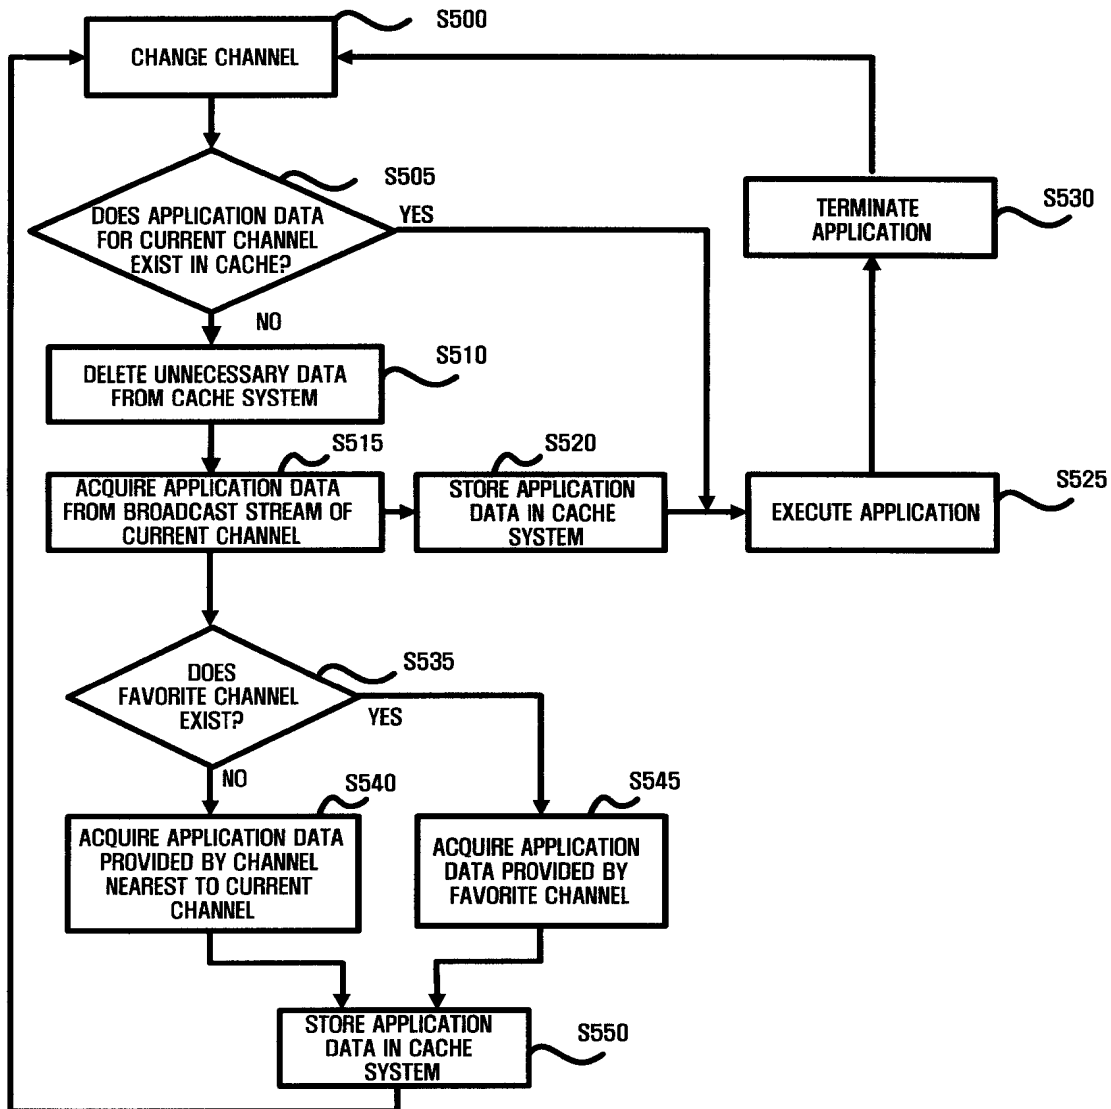 S500
CHANGE CHANNEL
S505
DOES APPLICATION DATA
FOR CURRENT CHANNEL
EXIST IN CACHE?
YES
TERMINATE
APPLICATION
S530
NO
S510
DELETE UNNECESSARY DATA
FROM CACHE SYSTEM
S515
ACQUIRE APPLICATION DATA
FROM BROADCAST STREAM OF
CURRENT CHANNEL
S520
STORE APPLICATION
DATA IN CACHE
SYSTEM
S525
EXECUTE APPLICATION
S535
DOES
FAVORITE CHANNEL
EXIST?
YES
NO
S540
ACQUIRE APPLICATION DATA
PROVIDED BY CHANNEL
NEAREST TO CURRENT
CHANNEL
S545
ACQUIRE APPLICATION
DATA PROVIDED BY
FAVORITE CHANNEL
STORE APPLICATION
DATA IN CACHE
SYSTEM
S550